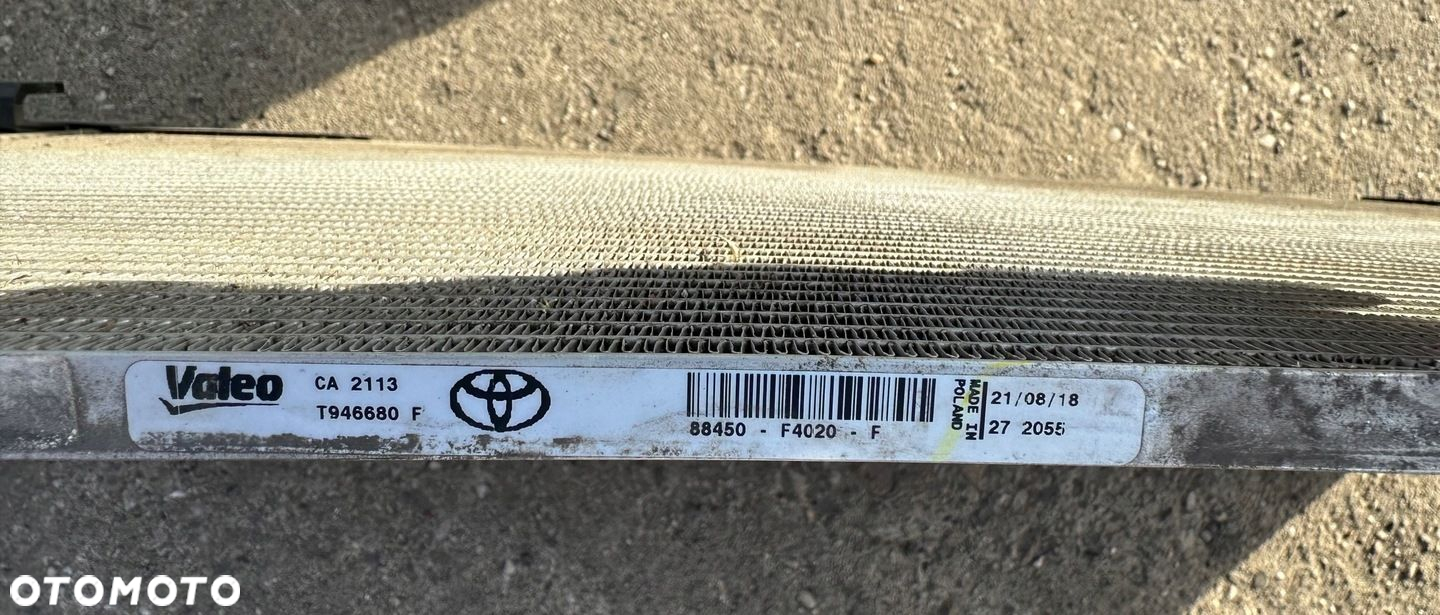 Valeo CA 2113
T946680 F
88450 - F4020 - F
MADE IN
POLAND
21/08/18
27 2055
OTOMOTO